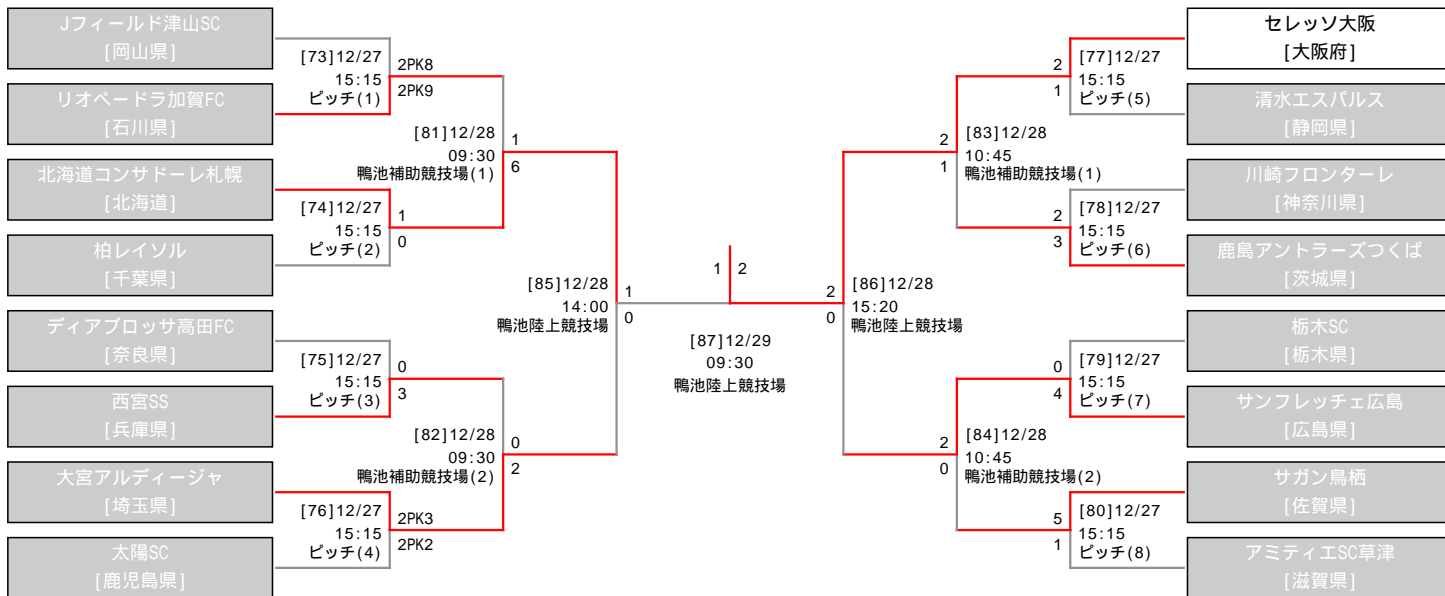 Jフィールド津山SC
[岡山県]
[73]12/27
15:15
ピッチ(1)
2PK8
2PK9
リオペードラ加賀FC
[石川県]
[81]12/28
09:30
鴨池補助競技場(1)
1
6
北海道コンサドーレ札幌
[北海道]
[74]12/27
15:15
ピッチ(2)
1
0
柏レイソル
[千葉県]
[85]12/28
14:00
鴨池陸上競技場
1
0
ディアブロッサ高田FC
[奈良県]
[75]12/27
15:15
ピッチ(3)
0
3
西宮SS
[兵庫県]
[82]12/28
09:30
鴨池補助競技場(2)
0
2
大宮アルディージャ
[埼玉県]
[76]12/27
15:15
ピッチ(4)
2PK3
2PK2
太陽SC
[鹿児島県]
1 2
[87]12/29
09:30
鴨池陸上競技場
セレッソ大阪
[大阪府]
2
1
[77]12/27
15:15
ピッチ(5)
清水エスパルス
[静岡県]
2
1
[83]12/28
10:45
鴨池補助競技場(1)
川崎フロンターレ
[神奈川県]
2
3
[78]12/27
15:15
ピッチ(6)
鹿島アントラーズつくば
[茨城県]
2
0
[86]12/28
15:20
鴨池陸上競技場
栃木SC
[栃木県]
0
4
[79]12/27
15:15
ピッチ(7)
サンフレッチェ広島
[広島県]
2
0
[84]12/28
10:45
鴨池補助競技場(2)
サガン鳥栖
[佐賀県]
5
1
[80]12/27
15:15
ピッチ(8)
アミティエSC草津
[滋賀県]